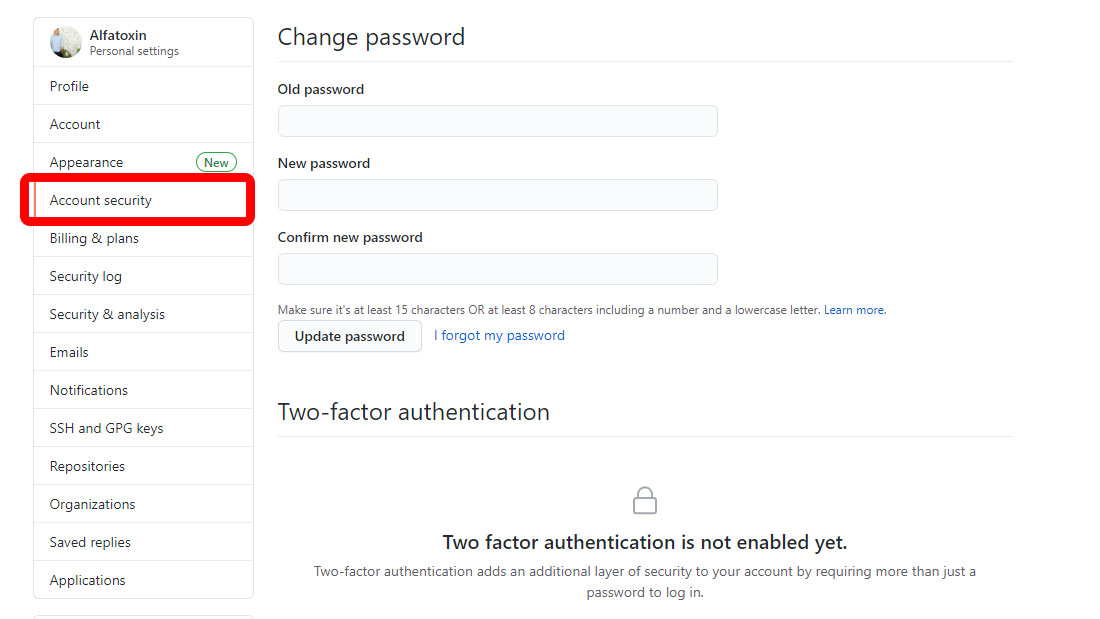 Alfatoxin
Personal settings
Profile
Account
Appearance New
Account security
Billing & plans
Security log
Security & analysis
Emails
Notifications
SSH and GPG keys
Repositories
Organizations
Saved replies
Applications
Change password
Old password
New password
Confirm new password
Make sure it's at least 15 characters OR at least 8 characters including a number and a lowercase letter. Learn more.
Update password I forgot my password
Two-factor authentication
Two factor authentication is not enabled yet.
Two-factor authentication adds an additional layer of security to your account by requiring more than just a
password to log in.